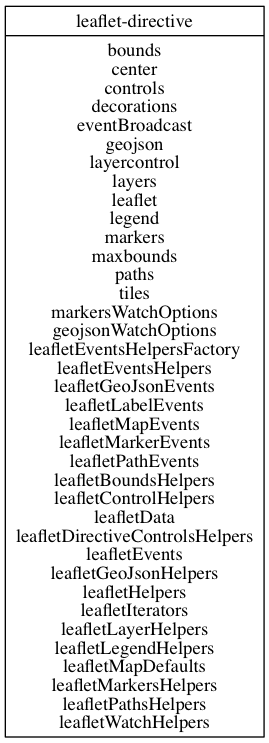 leaflet-directive
bounds
center
controls
decorations
eventBroadcast
geojson
layercontrol
layers
leaflet
legend
markers
maxbounds
paths
tiles
markersWatchOptions
geojsonWatchOptions
leafletEventsHelpersFactory
leafletEventsHelpers
leafletGeoJsonEvents
leafletLabelEvents
leafletMapEvents
leafletMarkerEvents
leafletPathEvents
leafletBoundsHelpers
leafletControlHelpers
leafletData
leafletDirectiveControlsHelpers
leafletEvents
leafletGeoJsonHelpers
leafletHelpers
leafletIterators
leafletLayerHelpers
leafletLegendHelpers
leafletMapDefaults
leafletMarkersHelpers
leafletPathsHelpers
leafletWatchHelpers